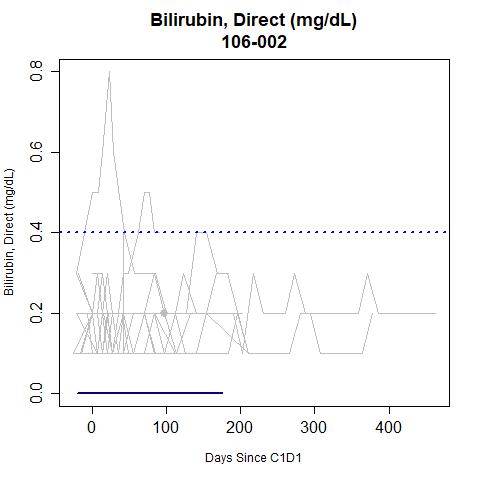 Bilirubin, Direct (mg/dL)
106-002
Bilirubin, Direct (mg/dL)
0.8
0.6
0.4
0.2
0.0
0 100 200 300 400
Days Since C1D1